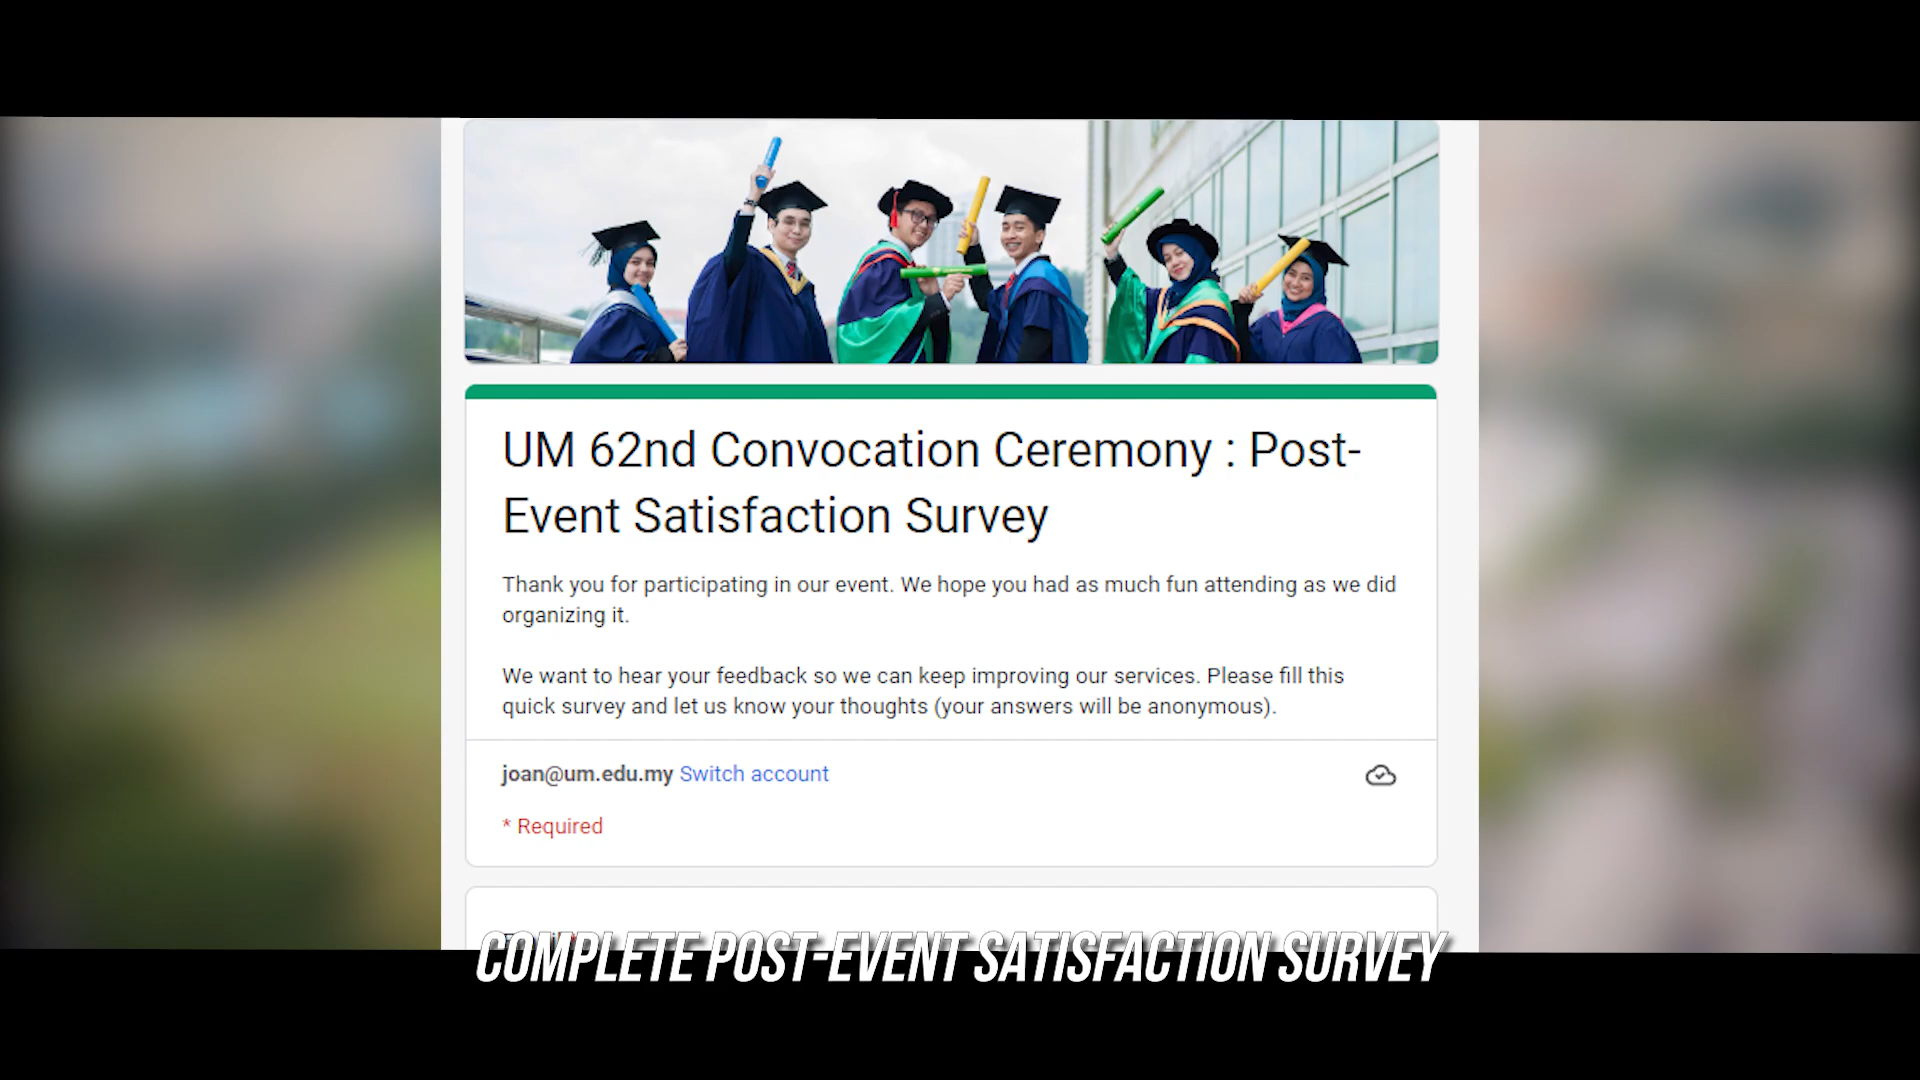 UM 62nd Convocation Ceremony : Post-
Event Satisfaction Survey
Thank you for participating in our event. We hope you had as much fun attending as we did
organizing it.
We want to hear your feedback so we can keep improving our services. Please fill this
quick survey and let us know your thoughts (your answers will be anonymous).
joan@um.edu.my Switch account
* Required
COMPLETE POST-EVENT SATISFACTION SURVEY